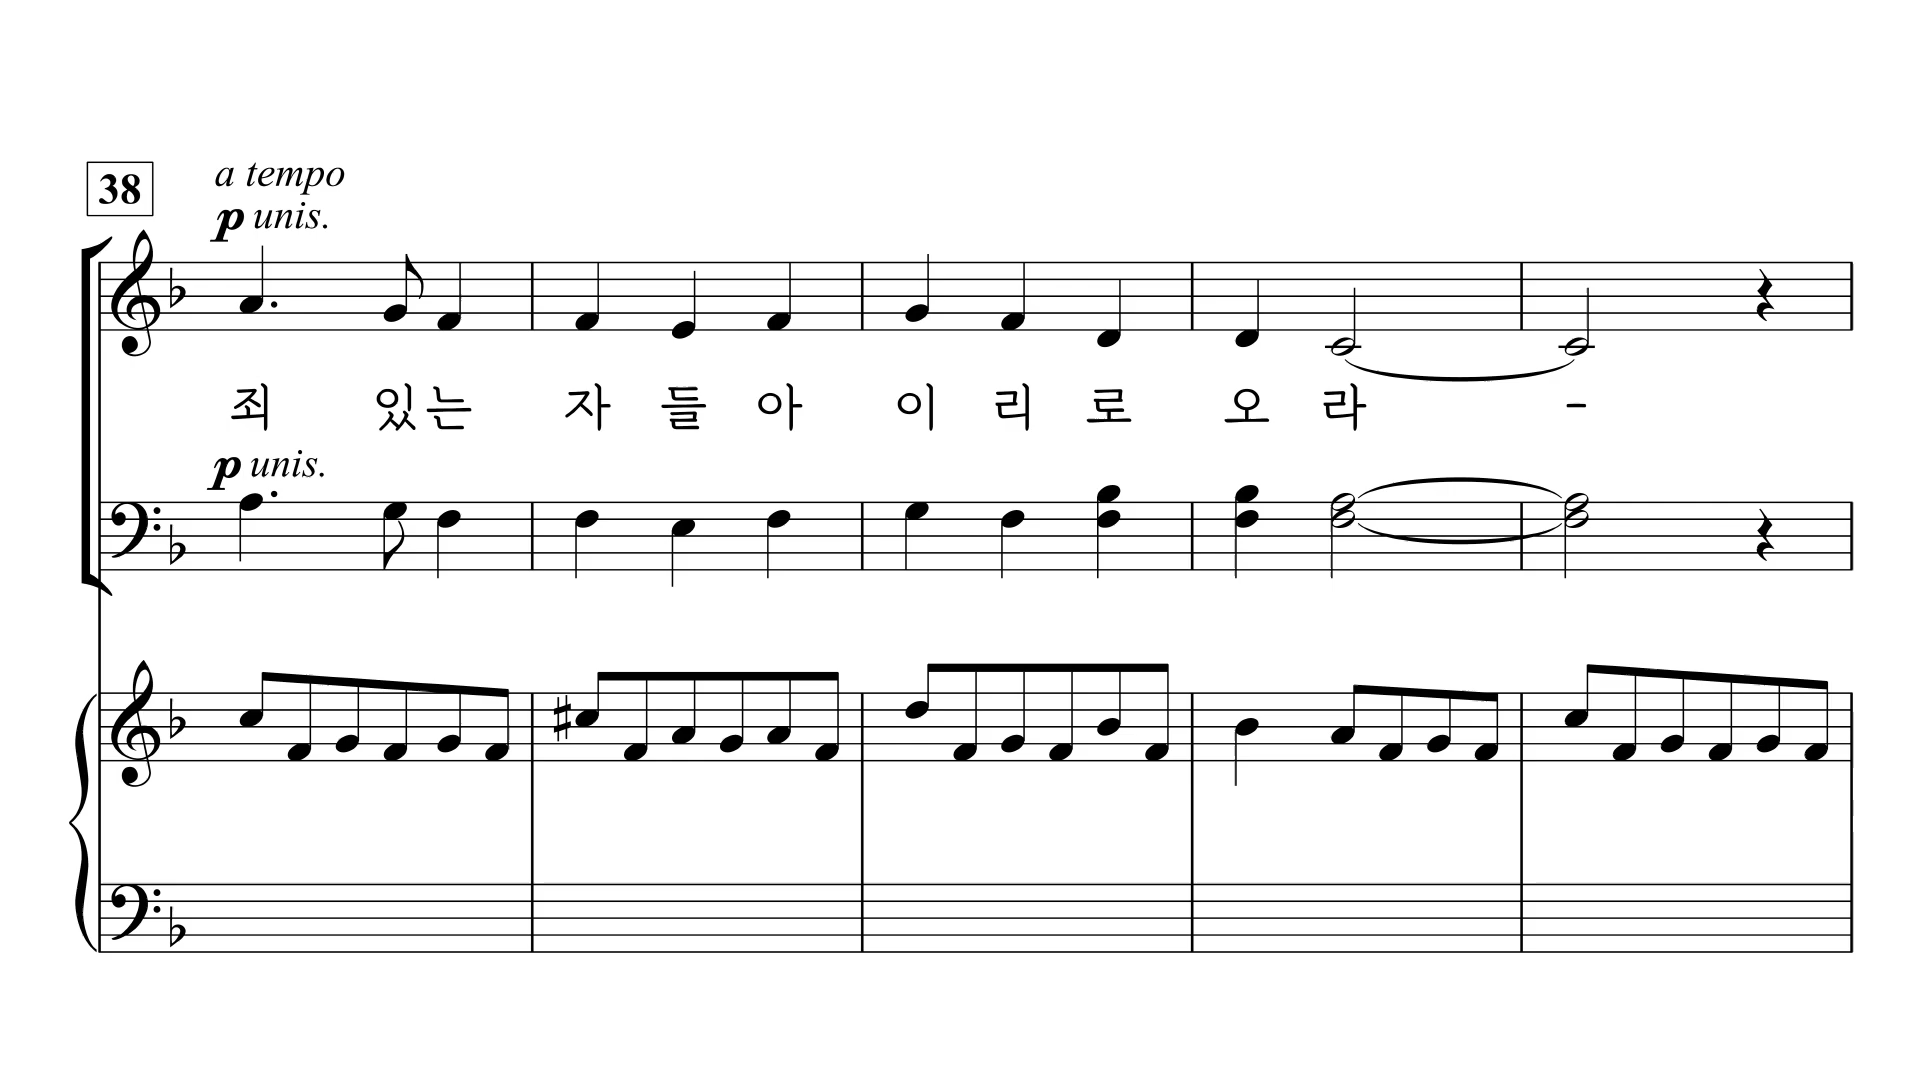 38
a tempo
p unis.
죄 있는 자 들 아 이 리 로 오 라 -
p unis.